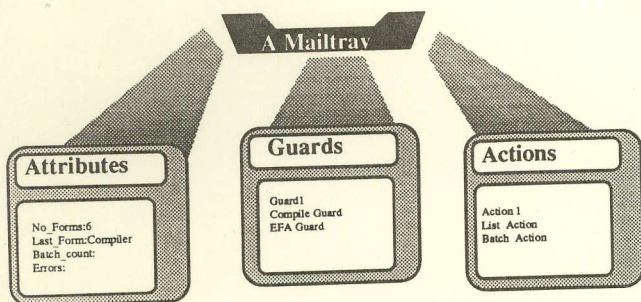 A Mailtray
Attributes
No_Forms:6
Last_Form:Compiler
Batch_count:
Errors:
Guards
Guard1
Compile Guard
EFA Guard
Actions
Action 1
List Action
Batch Action